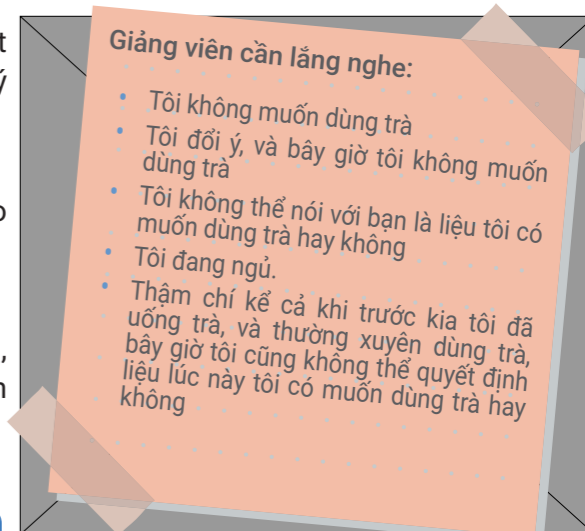 Giảng viên cần lắng nghe:
• Tôi không muốn dùng trà
• Tôi đổi ý, và bây giờ tôi không muốn
dùng trà
• Tôi không thể nói với bạn là liệu tôi có
muốn dùng trà hay không
• Tôi đang ngủ.
• Thậm chí kể cả khi trước kia tôi đã
uống trà, và thường xuyên dùng trà,
bây giờ tôi cũng không thể quyết định
liệu lúc này tôi có muốn dùng trà hay
không